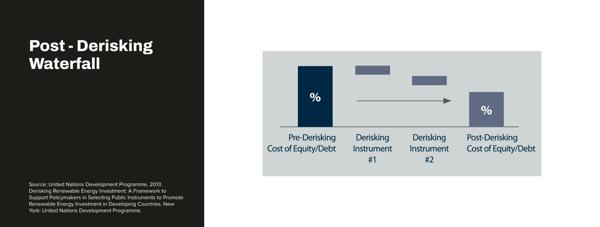 Post - Derisking
Waterfall
Source: United Nations Development Programme, 2013.
Derisking Renewable Energy Investment: A Framework to
Support Policymakers in Selecting Public Instruments to Promote
Renewable Energy Investment in Developing Countries. New
York: United Nations Development Programme.
%
%
Pre-Derisking
Cost of Equity/Debt
Derisking
Instrument
#1
Derisking
Instrument
#2
Post-Derisking
Cost of Equity/Debt